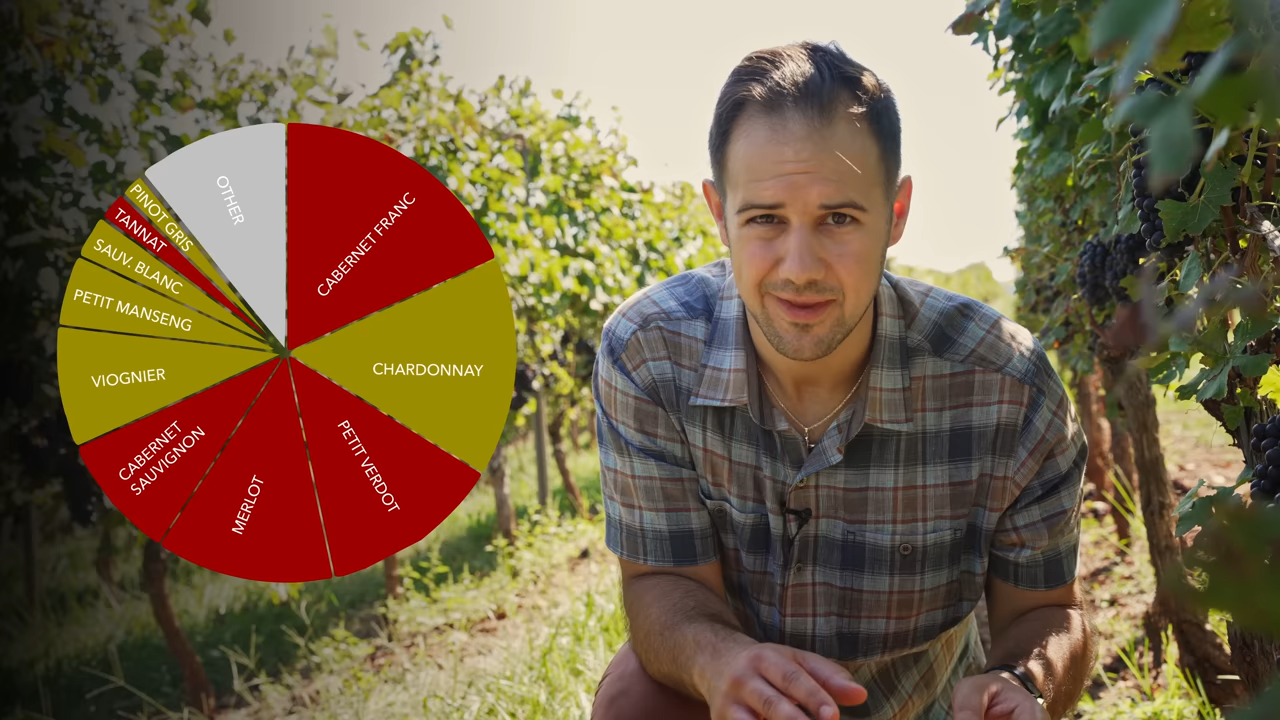 OTHER
PINOT GRIS
TANNAT
SAUV. BLANC
PETIT MANSENG
VIOGNIER
CABERNET
SAUVIGNON
MERLOT
PETIT VERDOT
CHARDONNAY
CABERNET FRANC